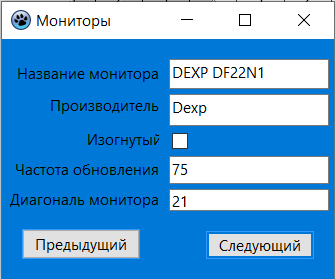 Мониторы
Название монитора DEXP DF22N1
Производитель Dexp
Изогнутый
Частота обновления 75
Диагональ монитора 21
Предыдущий Следующий